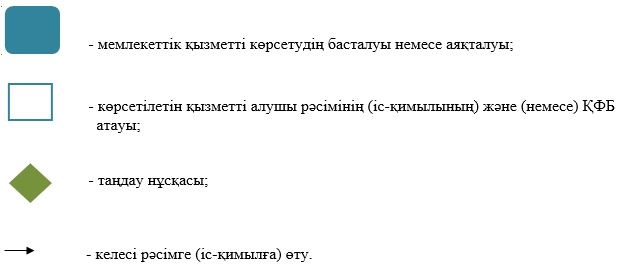 - мемлекеттік қызметті көрсетудің басталуы немесе аяқталуы;
- көрсетілетін қызметті алушы рәсімінің (іс-қимылының) және (немесе) ҚФБ
атауы;
- таңдау нұсқасы;
- келесі рәсімге (іс-қимылға) өту.